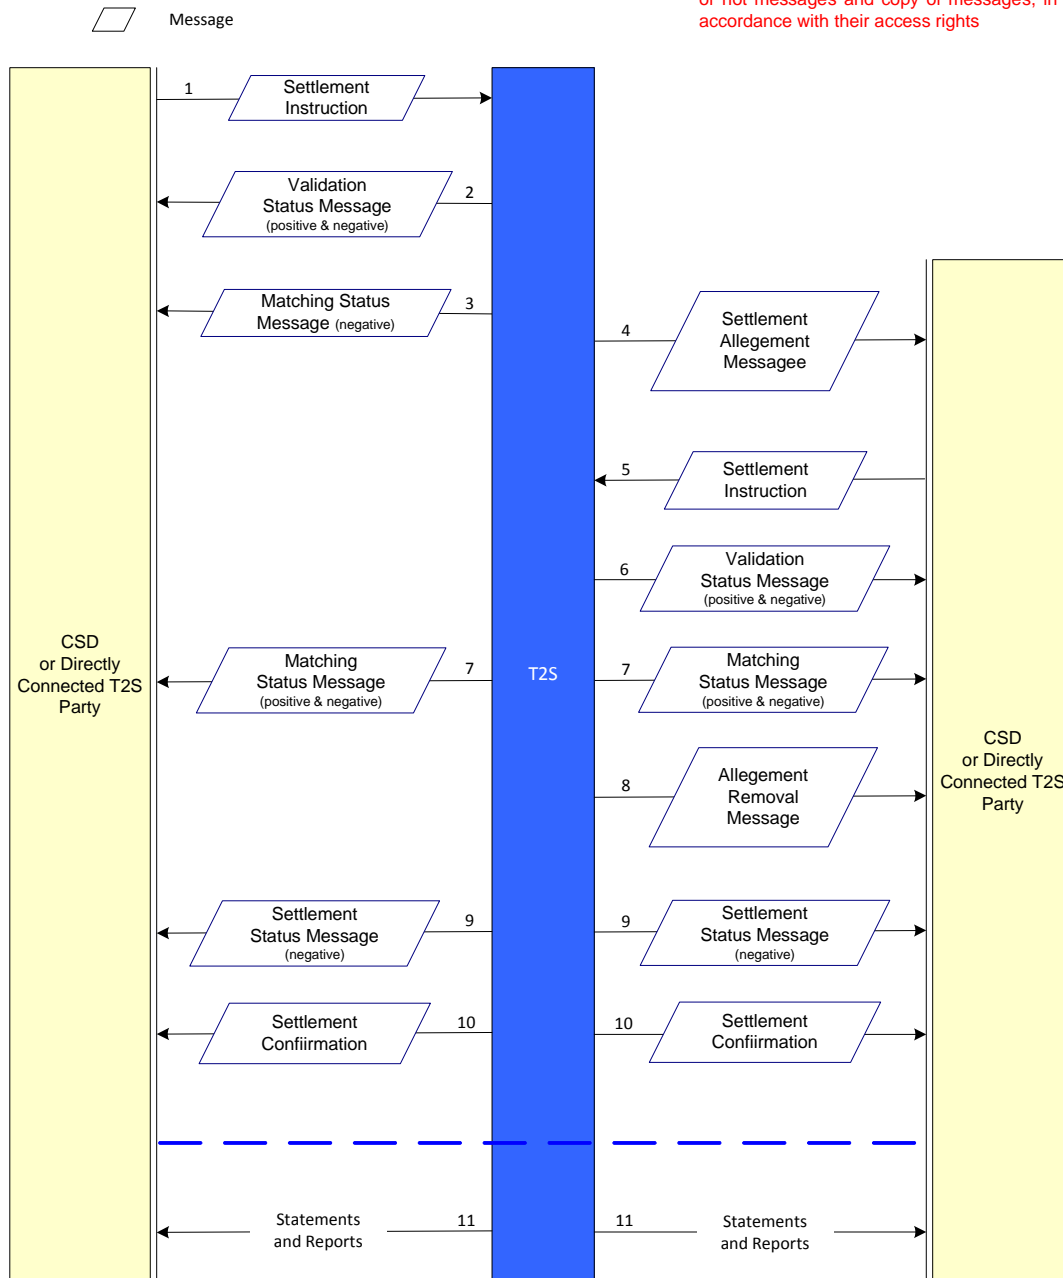 Message
or not messages and copy of messages, in
accordance with their access rights
1
Settlement
Instruction
2
Validation
Status Message
(positive & negative)
3
Matching Status
Message (negative)
4
Settlement
Allegement
Messagee
5
Settlement
Instruction
6
Validation
Status Message
(positive & negative)
CSD
or Directly
Connected T2S
Party
7
Matching
Status Message
(positive & negative)
T2S
7
Matching
Status Message
(positive & negative)
CSD
or Directly
Connected T2S
Party
8
Allegement
Removal
Message
9
Settlement
Status Message
(negative)
9
Settlement
Status Message
(negative)
10
Settlement
Confiirmation
10
Settlement
Confiirmation
11
Statements
and Reports
11
Statements
and Reports